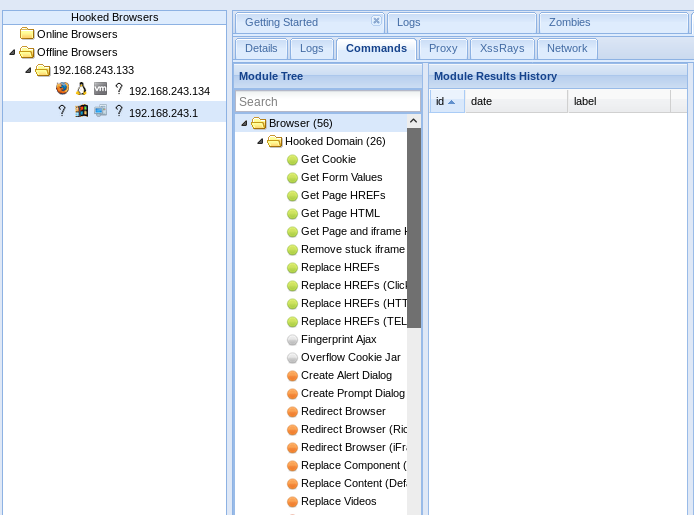 Hooked Browsers
Online Browsers
Offline Browsers
192.168.243.133
? 192.168.243.134
? ? 192.168.243.1
Getting Started
Logs
Zombies
Details
Logs
Commands
Proxy
XssRays
Network
Module Tree
Search
Browser (56)
Hooked Domain (26)
Get Cookie
Get Form Values
Get Page HREFs
Get Page HTML
Get Page and iframe
Remove stuck iframe
Replace HREFs
Replace HREFs (Click
Replace HREFs (HTT
Replace HREFs (TEL
Fingerprint Ajax
Overflow Cookie Jar
Create Alert Dialog
Create Prompt Dialog
Redirect Browser
Redirect Browser (Ric
Redirect Browser (iFra
Replace Component (
Replace Content (Defa
Replace Videos
Module Results History
id
date
label